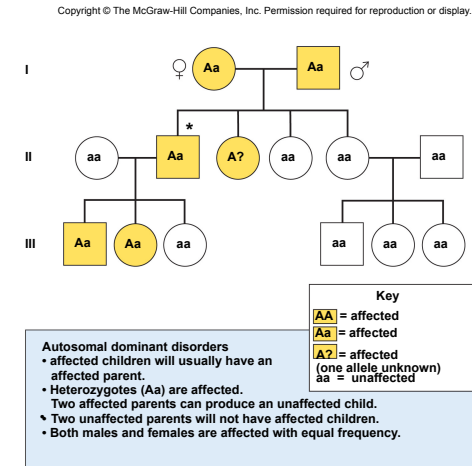 Copyright © The McGraw-Hill Companies, Inc. Permission required for reproduction or display.
I
♀ Aa Aa ♂
*
II
aa Aa A? aa aa aa
III
Aa Aa aa aa aa aa
Key
AA = affected
Aa = affected
A? = affected
(one allele unknown)
aa = unaffected
Autosomal dominant disorders
• affected children will usually have an
affected parent.
• Heterozygotes (Aa) are affected.
Two affected parents can produce an unaffected child.
• Two unaffected parents will not have affected children.
• Both males and females are affected with equal frequency.